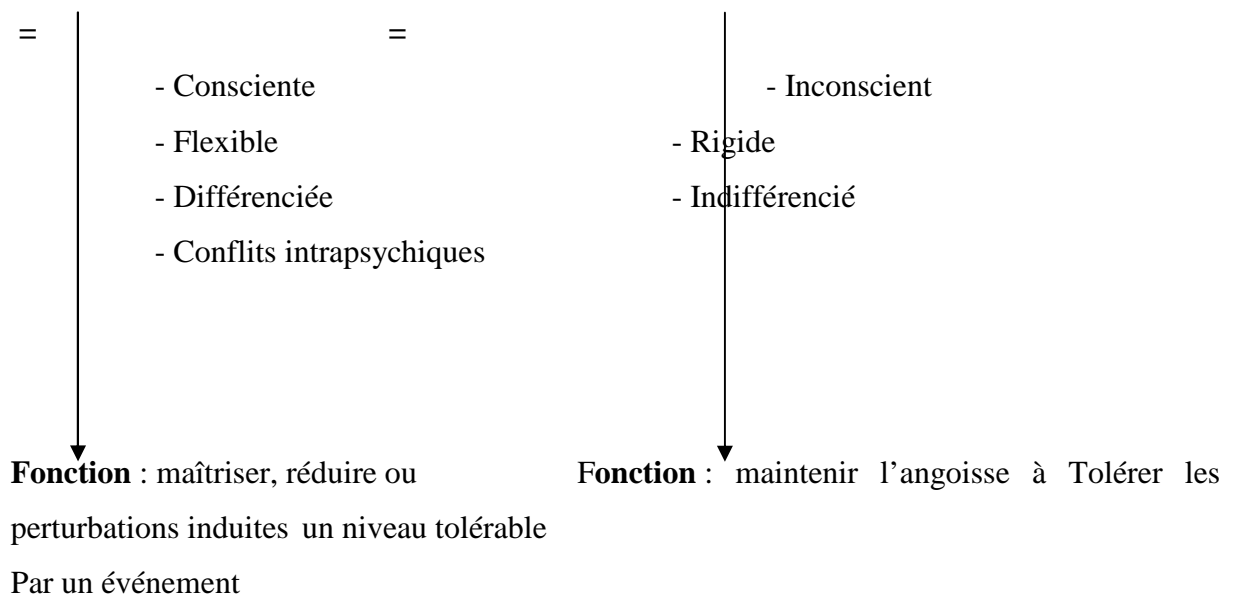 = =
- Consciente - Inconscient
- Flexible - Rigide
- Différenciée - Indifférencié
- Conflits intrapsychiques
Fonction : maîtriser, réduire ou Fonction : maintenir l’angoisse à Tolérer les
perturbations induites un niveau tolérable
Par un événement